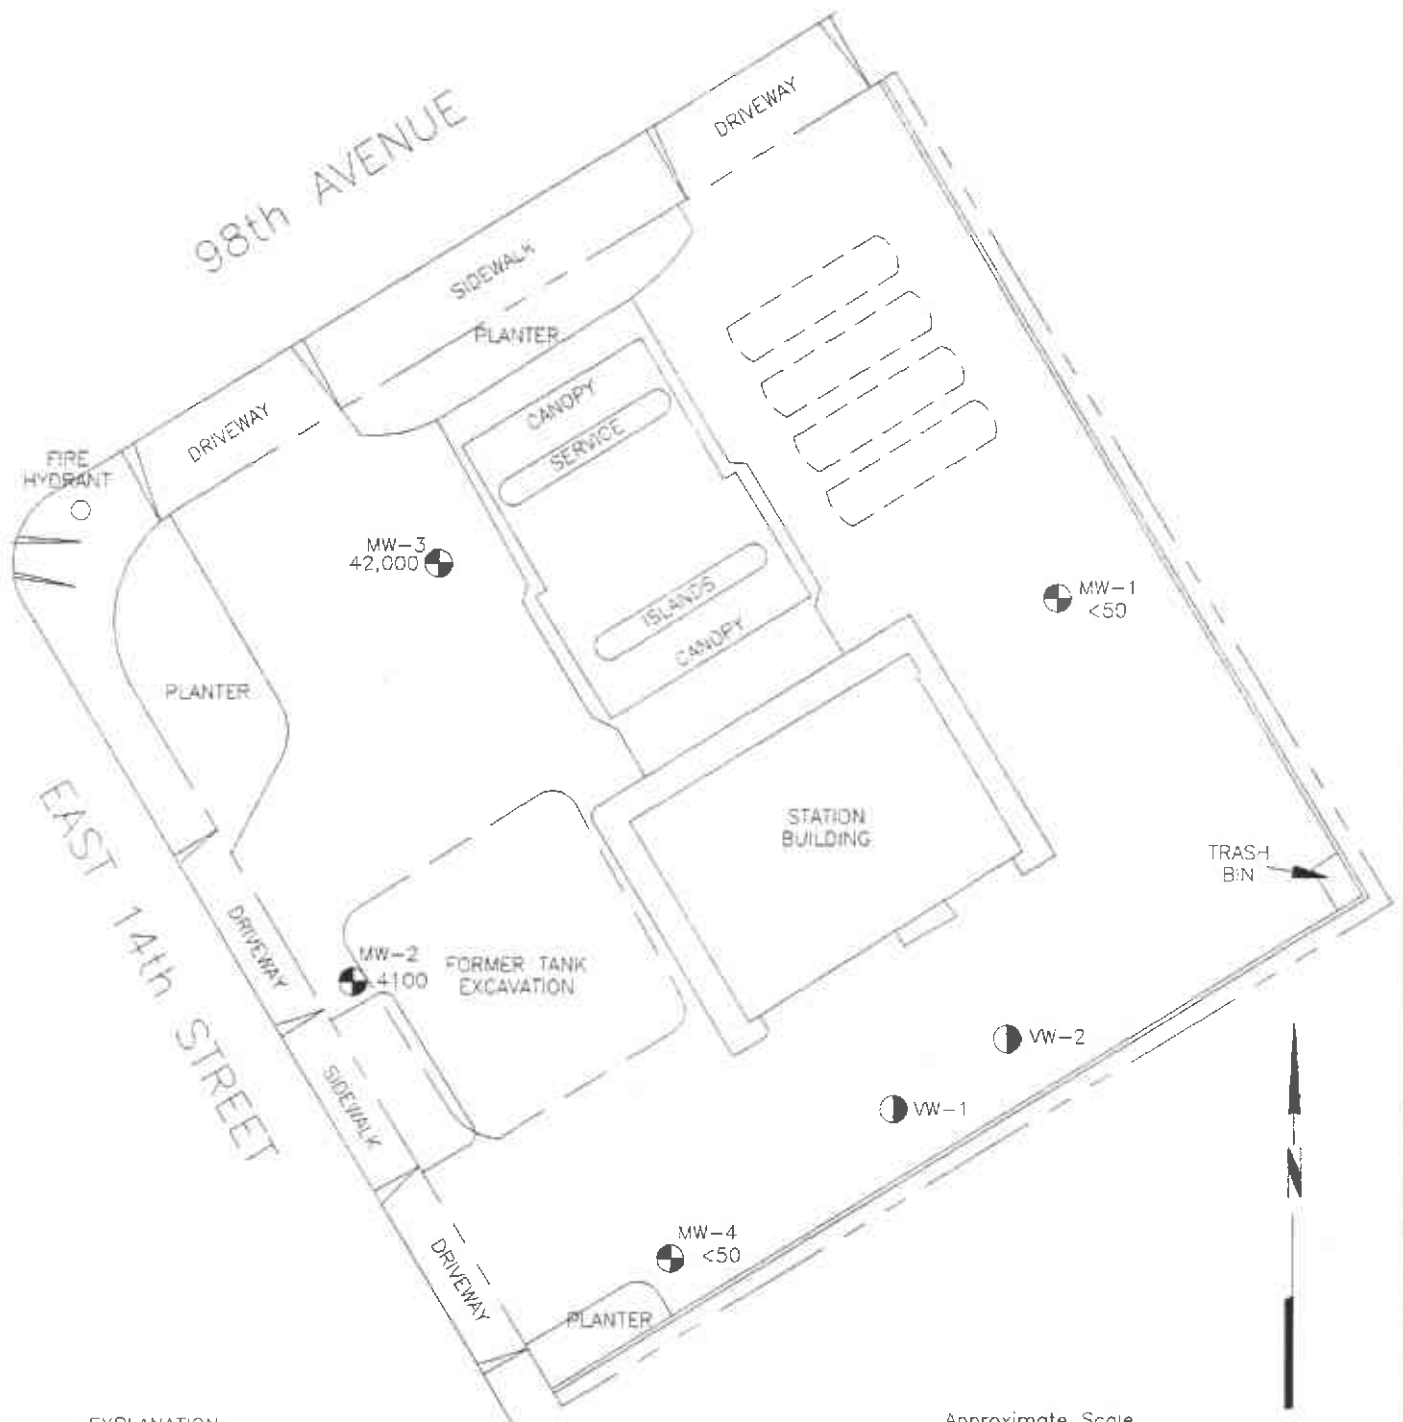 98th AVENUE
DRIVEWAY
SIDEWALK
PLANTER
DRIVEWAY
CANOPY
SERVICE
FIRE
HYDRANT
MW-3
42,000
ISLANDS
CANOPY
MW-1
<50
PLANTER
EAST 14th STREET
STATION
BUILDING
TRASH
BIN
DRIVEWAY
MW-2
4100
FORMER TANK
EXCAVATION
VW-2
SIDEWALK
VW-1
N
MW-4
<50
DRIVEWAY
PLANTER
EXPLANATION
Approximate Scale